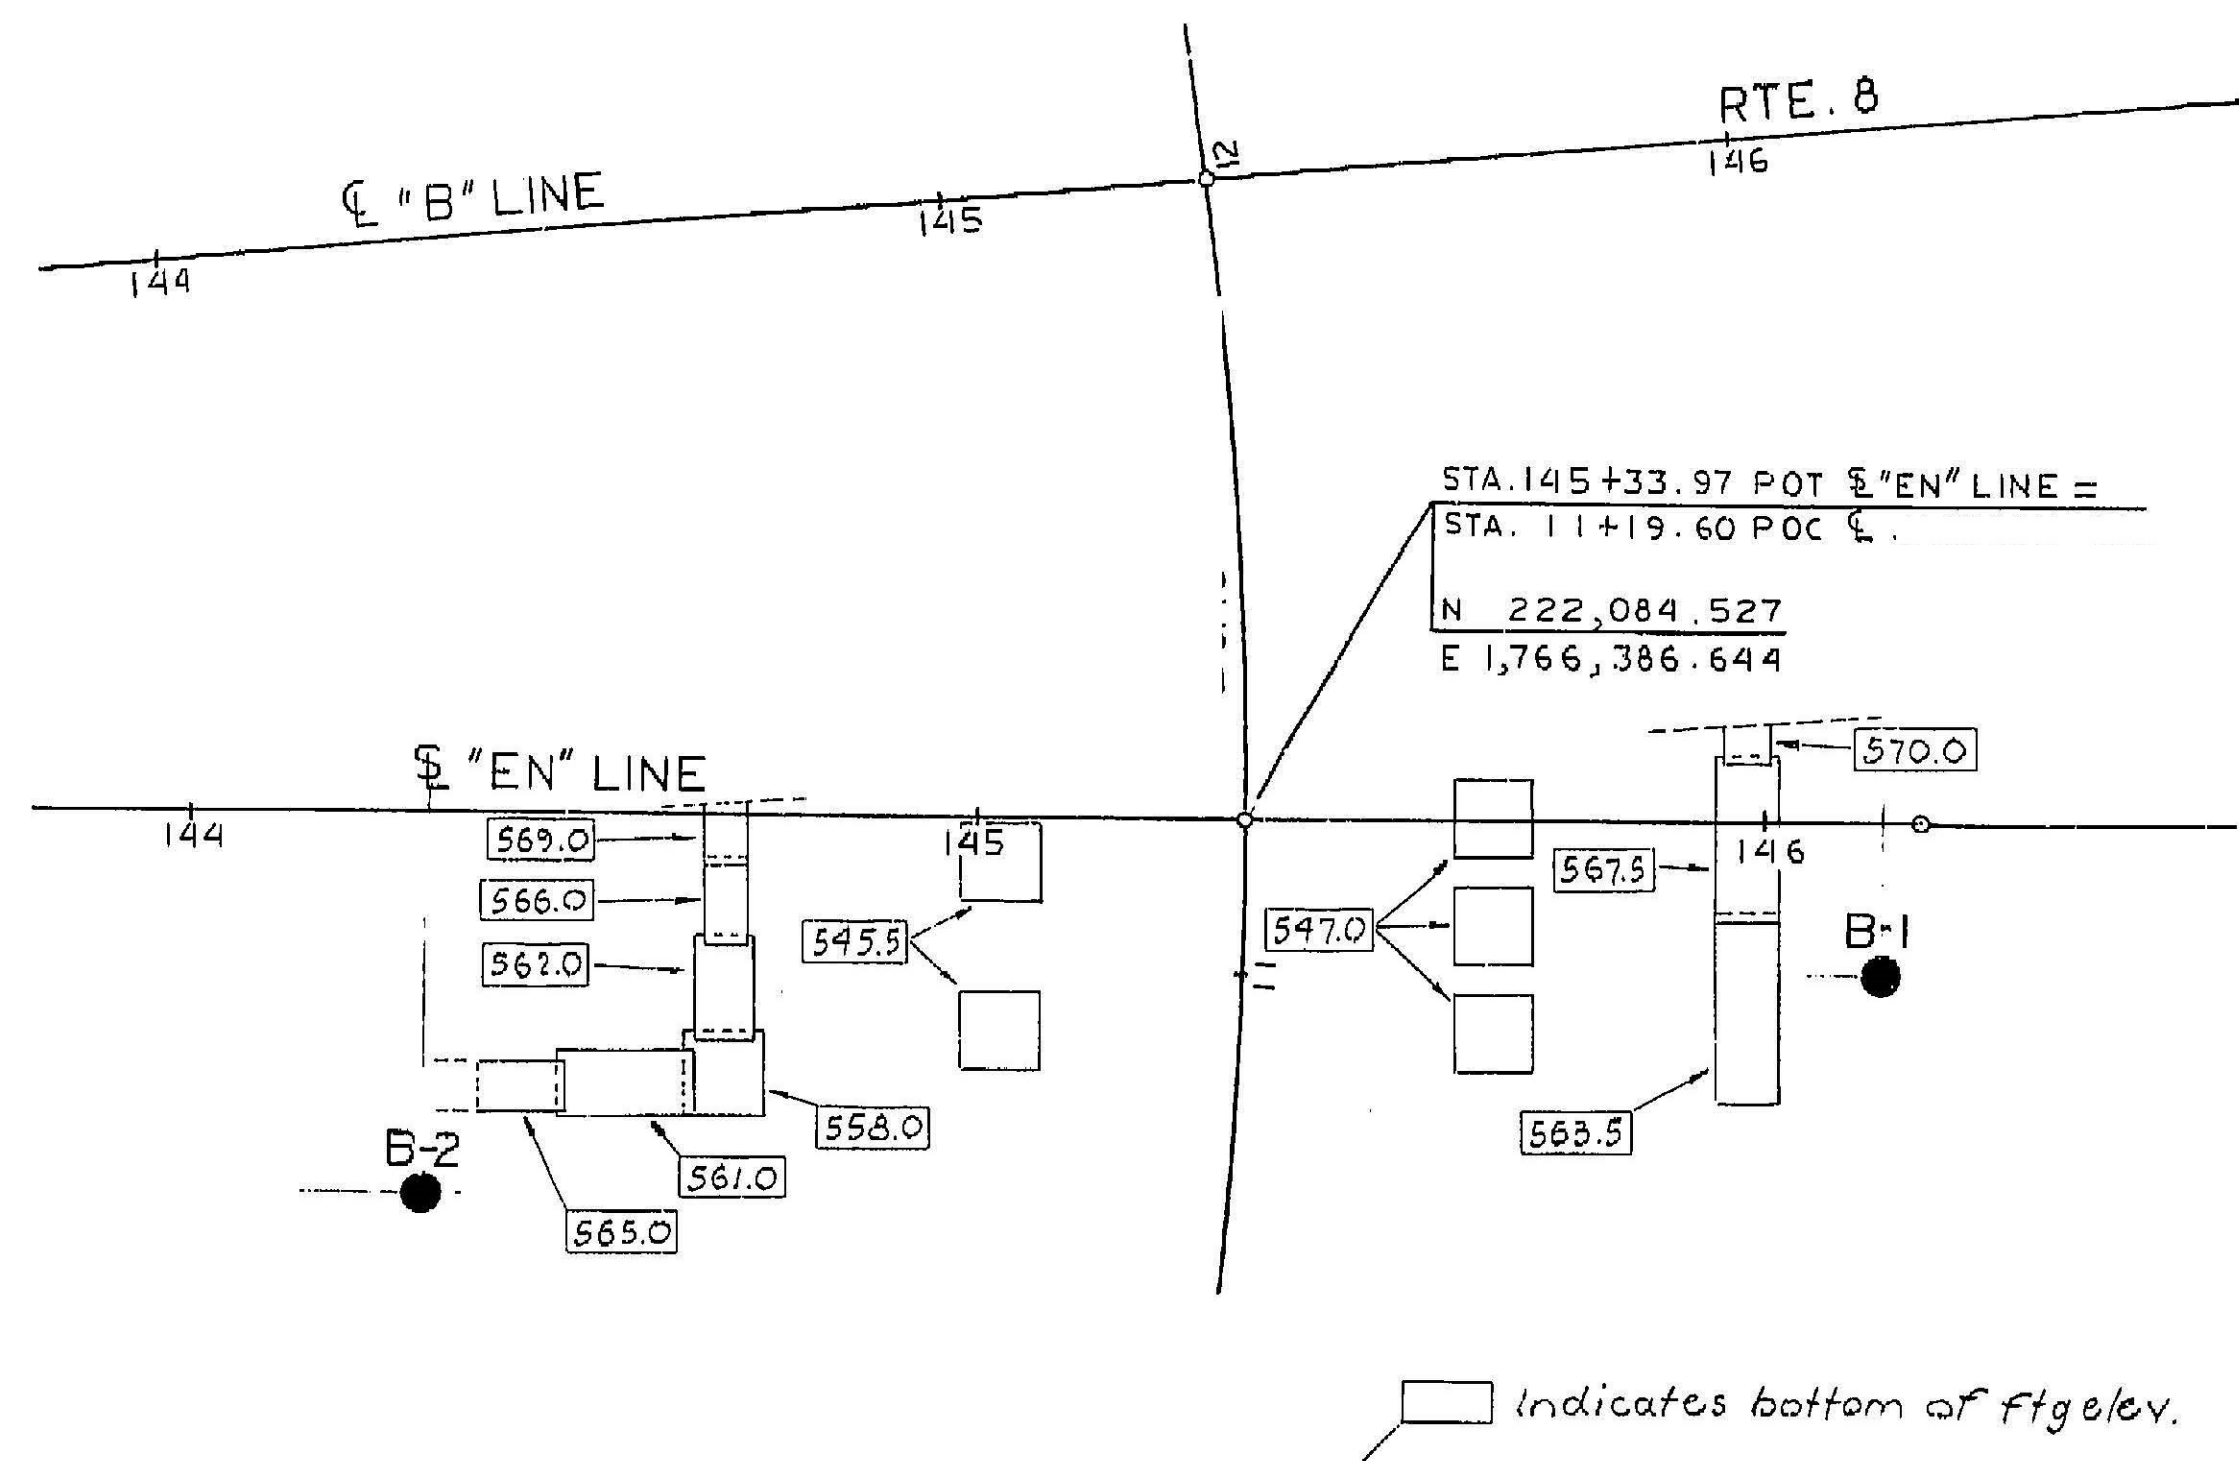 RTE. 8
12
146
℄ "B" LINE
145
144
STA. 145+33.97 POT ⅊ "EN" LINE =
STA. 11+19.60 POC ℄.
N 222,084.527
E 1,766,386.644
⅊ "EN" LINE
570.0
144
569.0
145
146
567.5
566.0
545.5
547.0
B-1
562.0
11
558.0
563.5
B-2
561.0
565.0
Indicates bottom of ftg elev.